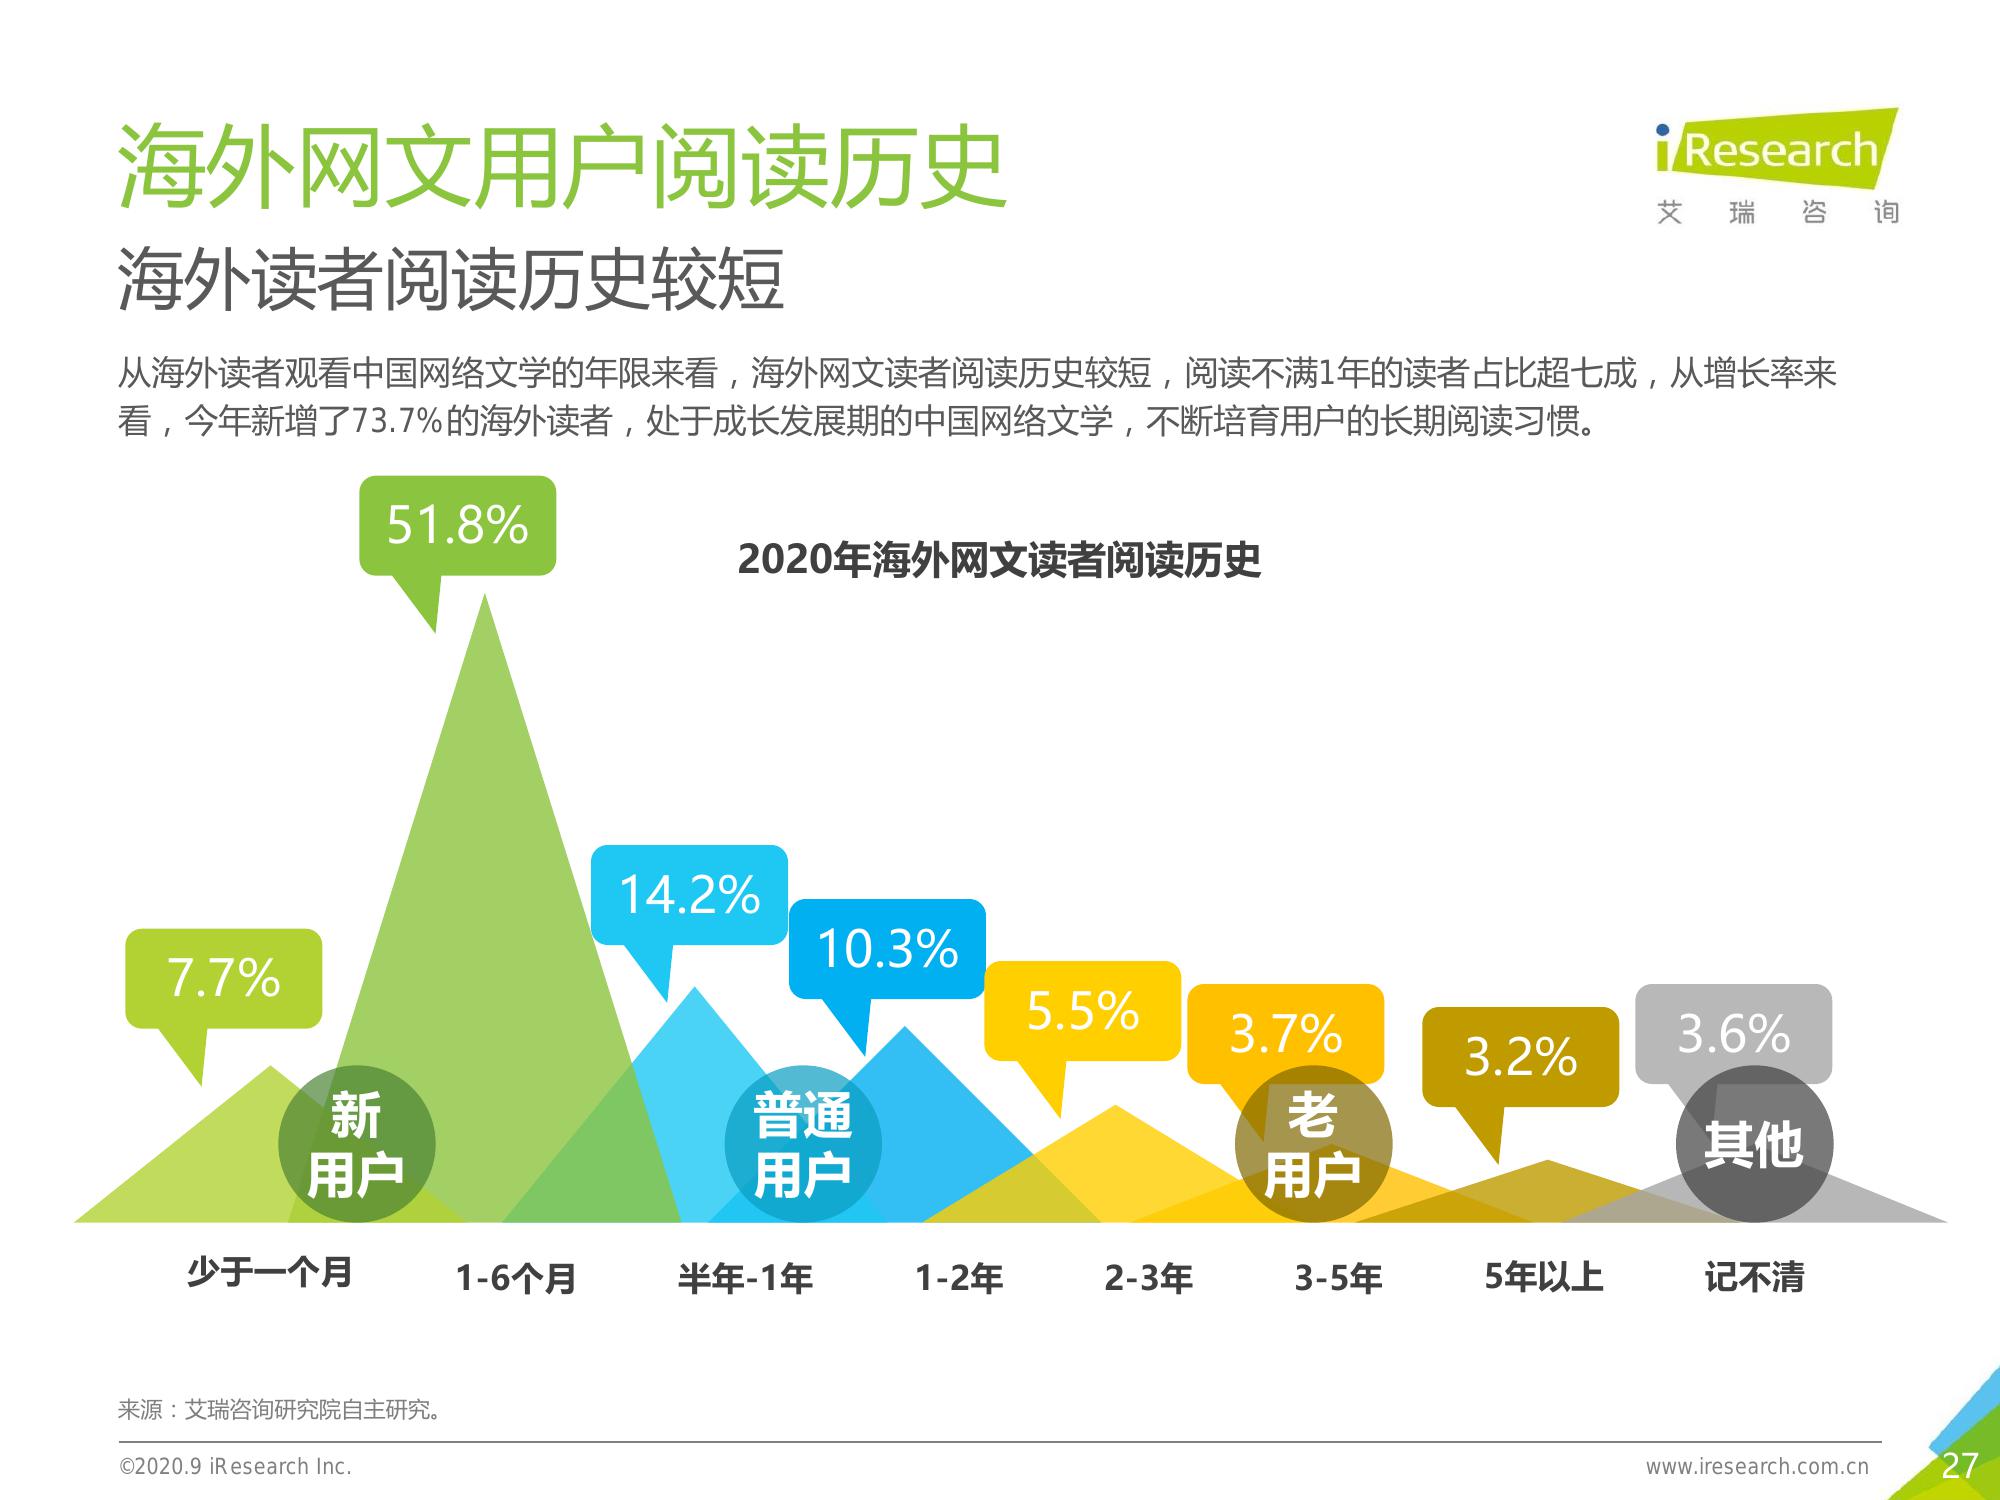 海外网文用户阅读历史
iResearch
艾瑞咨询
海外读者阅读历史较短
从海外读者观看中国网络文学的年限来看，海外网文读者阅读历史较短，阅读不满1年的读者占比超七成，从增长率来
看，今年新增了73.7%的海外读者，处于成长发展期的中国网络文学，不断培育用户的长期阅读习惯。
2020年海外网文读者阅读历史
51.8%
14.2%
10.3%
7.7%
5.5%
3.7%
3.2%
3.6%
新
用户
普通
用户
老
用户
其他
少于一个月
1-6个月
半年-1年
1-2年
2-3年
3-5年
5年以上
记不清
来源：艾瑞咨询研究院自主研究。
©2020.9 iResearch Inc.
www.iresearch.com.cn
27